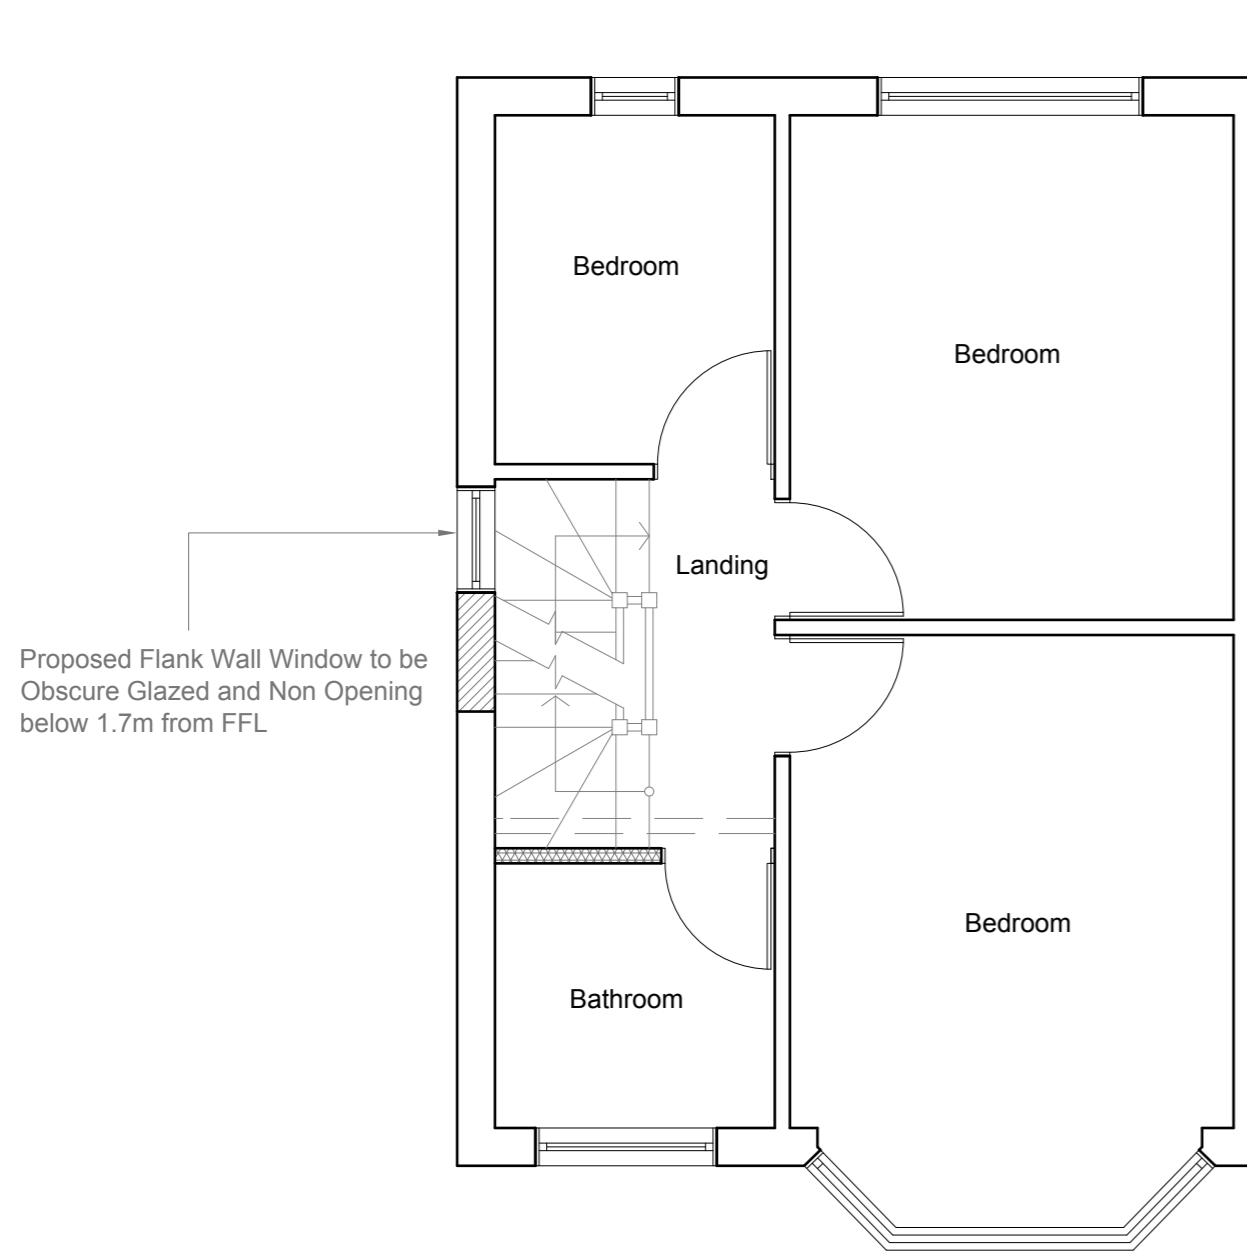 Bedroom
Bedroom
Landing
Proposed Flank Wall Window to be
Obscure Glazed and Non Opening
below 1.7m from FFL
Bedroom
Bathroom